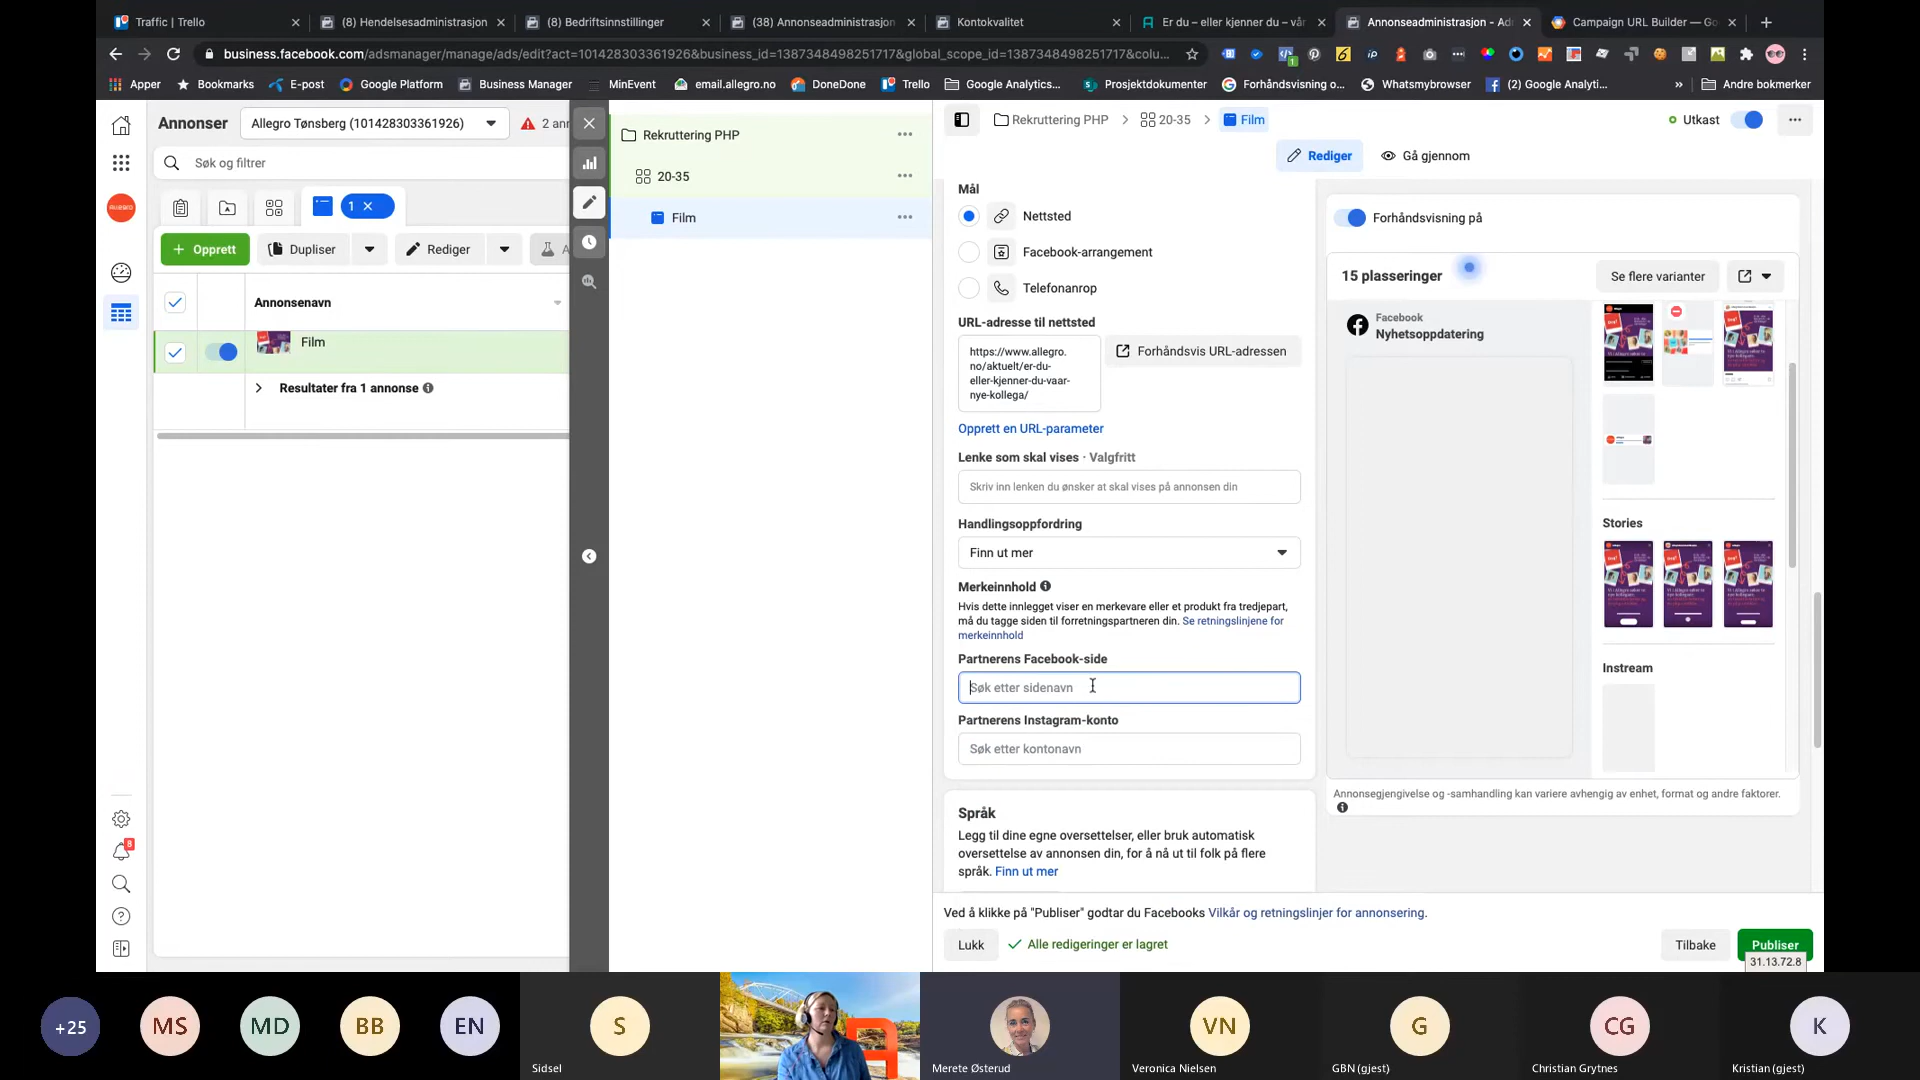 Traffic | Trello
(8) Hendelsesadministrasjon
(8) Bedriftsinnstillinger
(38) Annonseadministrasjon
Kontokvalitet
Er du – eller kjenner du – vår
Annonseadministrasjon - Ad
Campaign URL Builder — Go
business.facebook.com/adsmanager/manage/ads/edit?act=101428303361926&business_id=1387348498251717&global_scope_id=1387348498251717&colu...
Apper
Bookmarks
E-post
Google Platform
Business Manager
MinEvent
email.allegro.no
DoneDone
Trello
Google Analytics...
Prosjektdokumenter
Forhåndsvisning o...
Whatsmybrowser
(2) Google Analyti...
»
Andre bokmerker
Annonser
Allegro Tønsberg (101428303361926)
2 ann
Søk og filtrer
1 ×
+ Opprett
Dupliser
Rediger
Annonsenavn
Film
Resultater fra 1 annonse
8
Rekruttering PHP
20-35
Film
Rekruttering PHP > 20-35 > Film
Utkast
Rediger
Gå gjennom
Mål
Nettsted
Facebook-arrangement
Telefonanrop
URL-adresse til nettsted
https://www.allegro.
no/aktuelt/er-du-
eller-kjenner-du-vaar-
nye-kollega/
Forhåndsvis URL-adressen
Opprett en URL-parameter
Lenke som skal vises · Valgfritt
Skriv inn lenken du ønsker at skal vises på annonsen din
Handlingsoppfordring
Finn ut mer
Merkeinnhold
Hvis dette innlegget viser en merkevare eller et produkt fra tredjepart,
må du tagge siden til forretningspartneren din. Se retningslinjene for
merkeinnhold
Partnerens Facebook-side
Søk etter sidenavn
Partnerens Instagram-konto
Søk etter kontonavn
Språk
Legg til dine egne oversettelser, eller bruk automatisk
oversettelse av annonsen din, for å nå ut til folk på flere
språk. Finn ut mer
Forhåndsvisning på
15 plasseringer
Se flere varianter
Facebook
Nyhetsoppdatering
Stories
Instream
Annonsegjengivelse og -samhandling kan variere avhengig av enhet, format og andre faktorer.
Ved å klikke på "Publiser" godtar du Facebooks Vilkår og retningslinjer for annonsering.
Lukk
Alle redigeringer er lagret
Tilbake
Publiser
31.13.72.8
+25
MS
MD
BB
EN
S
VN
G
CG
K
Sidsel
Merete Østerud
Veronica Nielsen
GBN (gjest)
Christian Grytnes
Kristian (gjest)